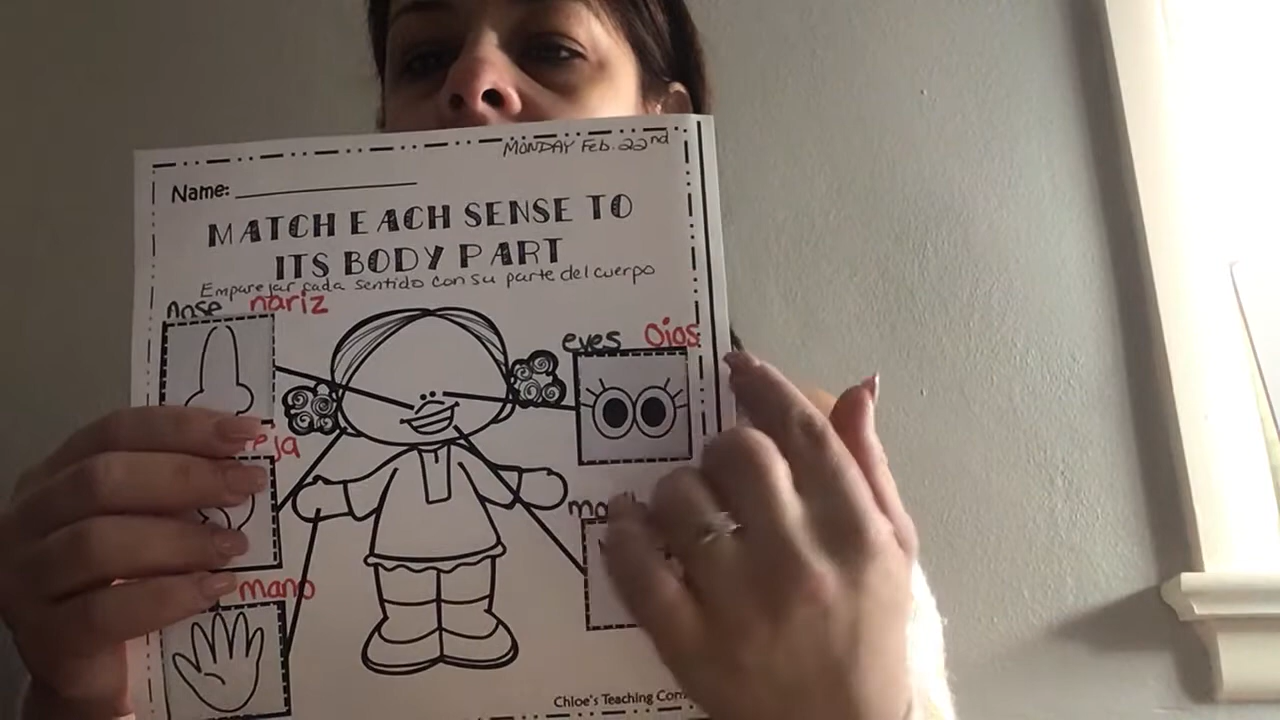 MONDAY Feb. 22nd
Name:
MATCH EACH SENSE TO
ITS BODY PART
Emparejar cada sentido con su parte del cuerpo
nose nariz
eyes Ojos
mano
Chloe's Teaching